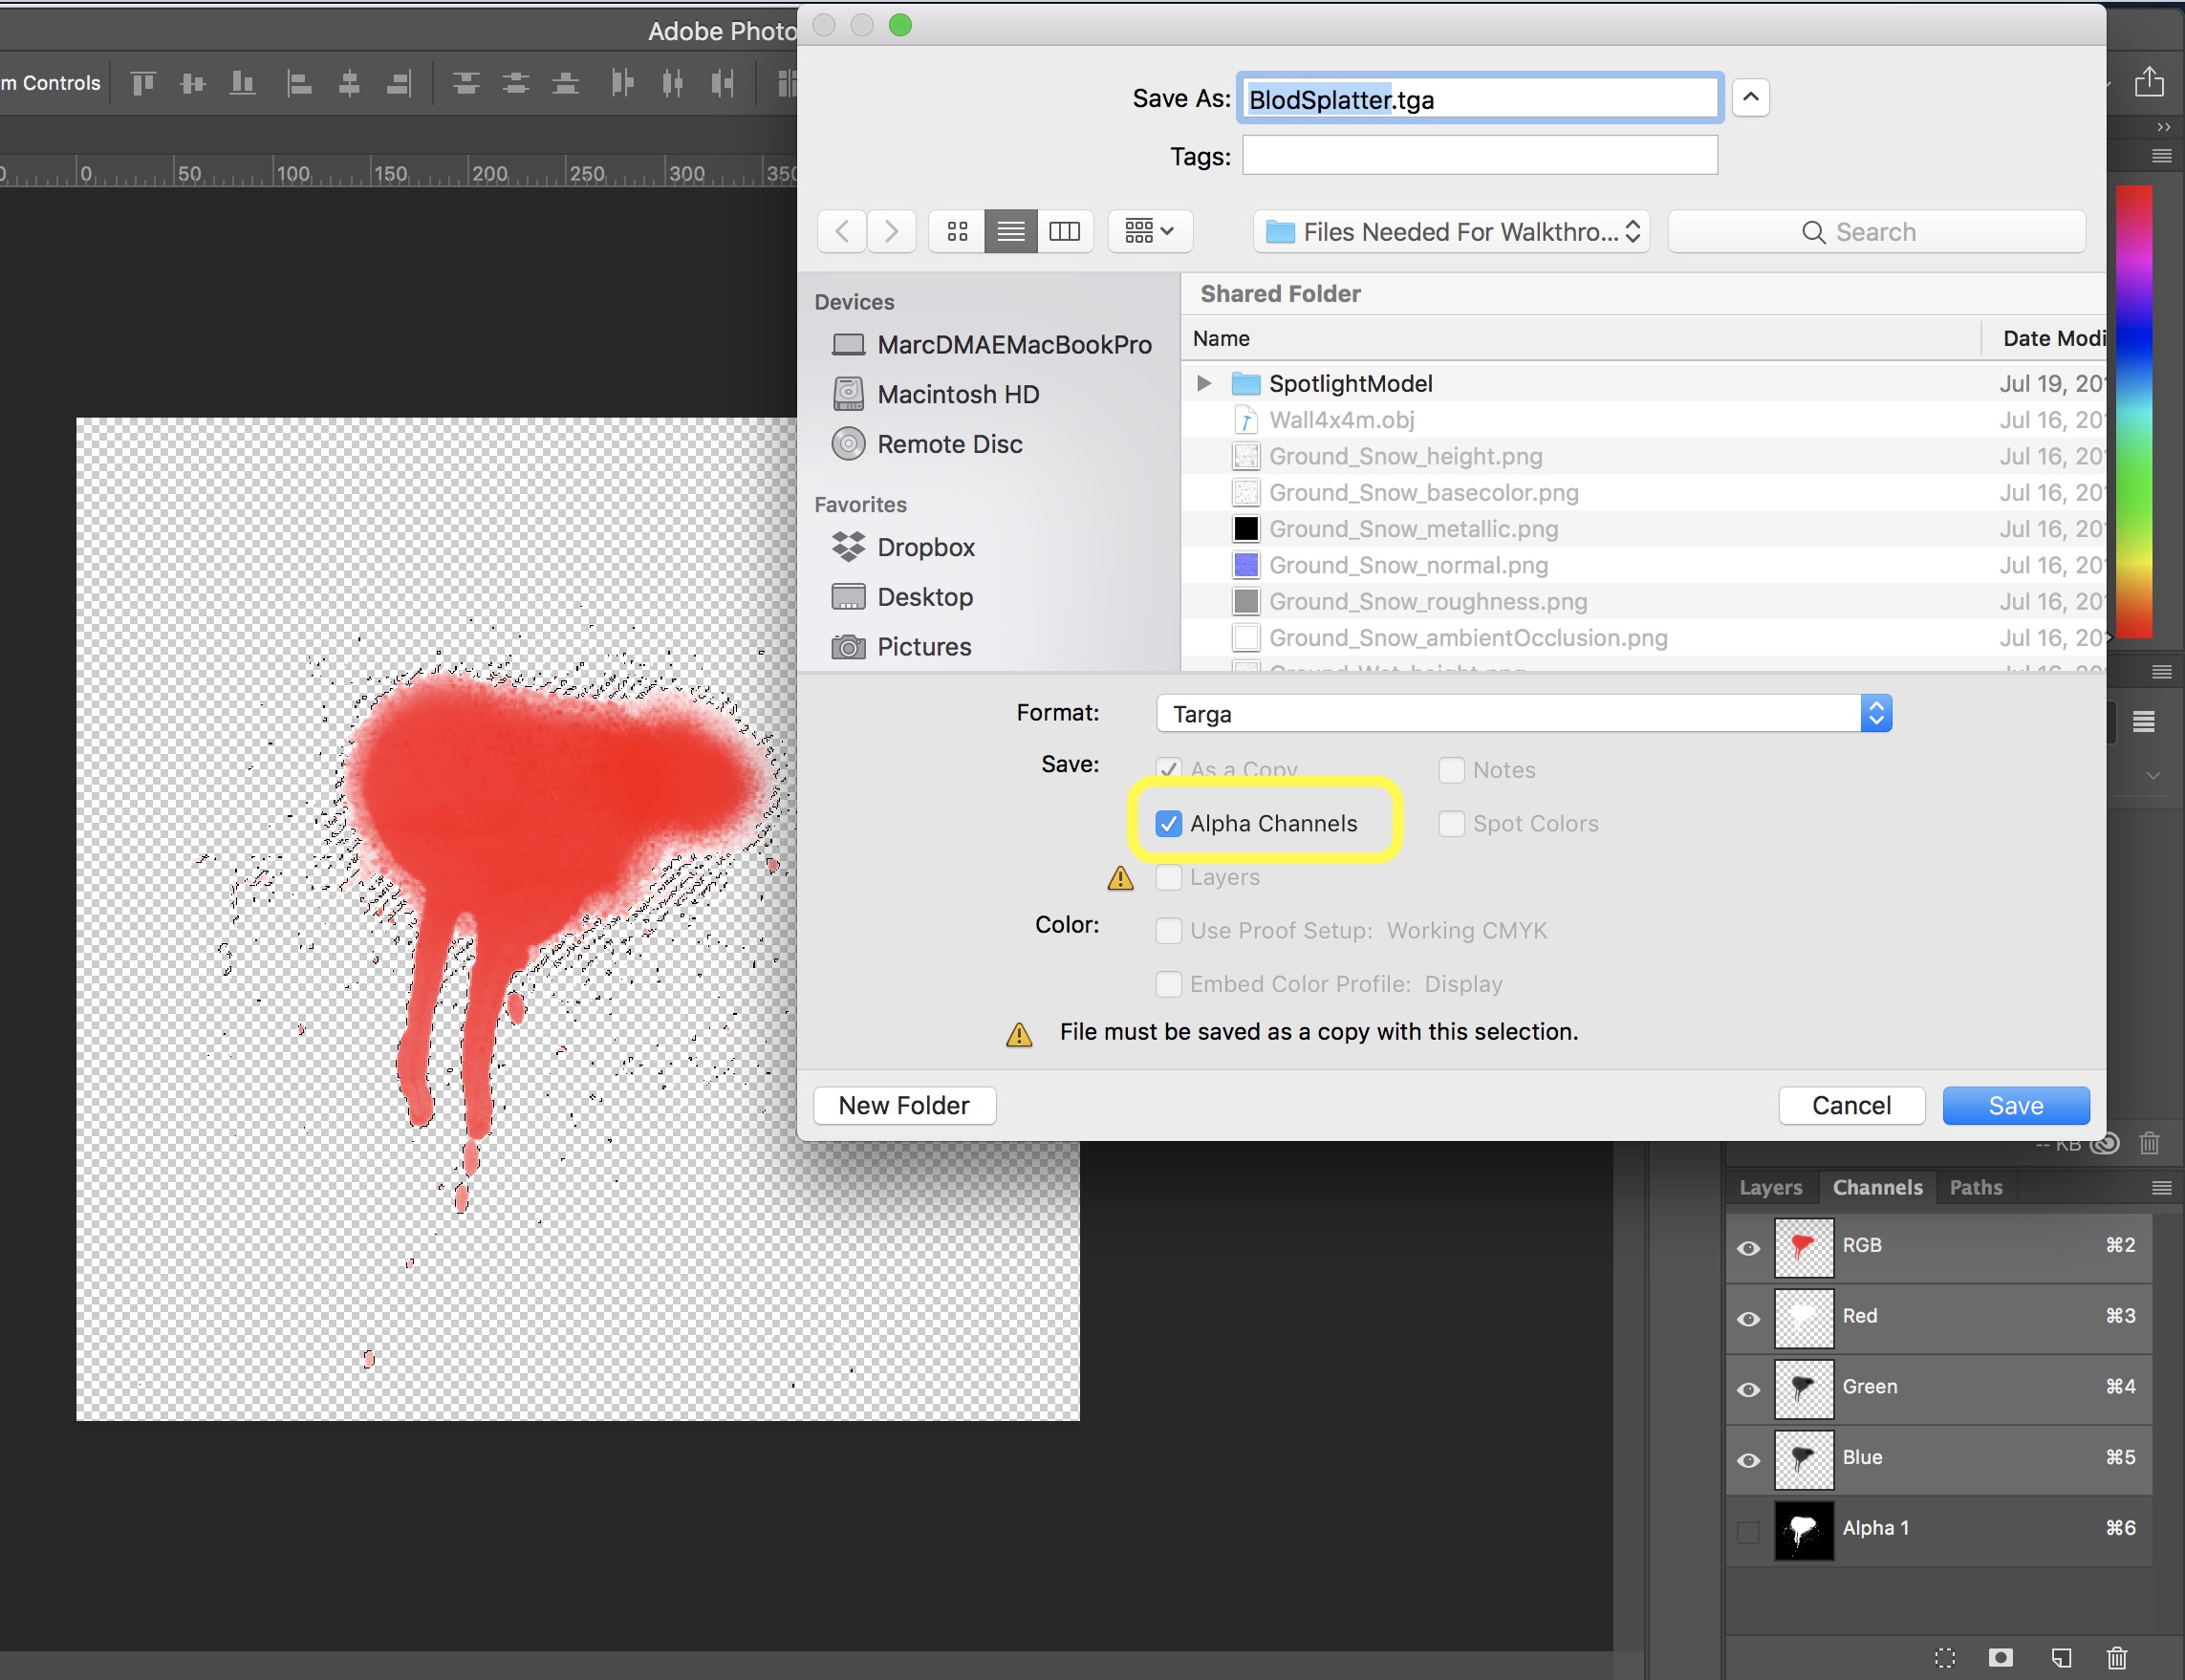 Adobe Photo
m Controls
0 50 100 150 200 250 300 350
Save As: BlodSplatter.tga
Tags:
Files Needed For Walkthro...
Search
Devices
MarcDMAEMacBookPro
Macintosh HD
Remote Disc
Favorites
Dropbox
Desktop
Pictures
Shared Folder
Name Date Modi
SpotlightModel Jul 19, 20
Wall4x4m.obj Jul 16, 20
Ground_Snow_height.png Jul 16, 20
Ground_Snow_basecolor.png Jul 16, 20
Ground_Snow_metallic.png Jul 16, 20
Ground_Snow_normal.png Jul 16, 20
Ground_Snow_roughness.png Jul 16, 20
Ground_Snow_ambientOcclusion.png Jul 16, 20
Ground_Wet_height.png Jul 16, 20
Format: Targa
Save: As a Copy Notes
Alpha Channels Spot Colors
Layers
Color: Use Proof Setup: Working CMYK
Embed Color Profile: Display
File must be saved as a copy with this selection.
New Folder Cancel Save
-- KB
Layers Channels Paths
RGB ⌘2
Red ⌘3
Green ⌘4
Blue ⌘5
Alpha 1 ⌘6